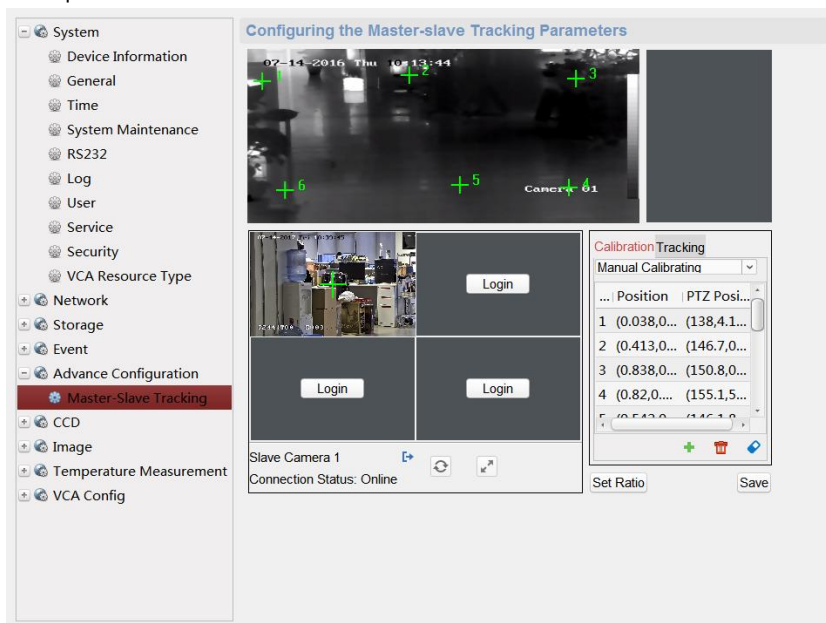 System
Device Information
General
Time
System Maintenance
RS232
Log
User
Service
Security
VCA Resource Type
Network
Storage
Event
Advance Configuration
Master-Slave Tracking
CCD
Image
Temperature Measurement
VCA Config
Configuring the Master-slave Tracking Parameters
07-14-2016 Thu 10:13:44
1 2 3
6 5 4
Camera 01
Login
Login
Login
Slave Camera 1
Connection Status: Online
Calibration Tracking
Manual Calibrating
... Position PTZ Posi...
1 (0.038,0... (138,4.1...
2 (0.413,0... (146.7,0...
3 (0.838,0... (150.8,0...
4 (0.82,0.... (155.1,5...
Set Ratio
Save